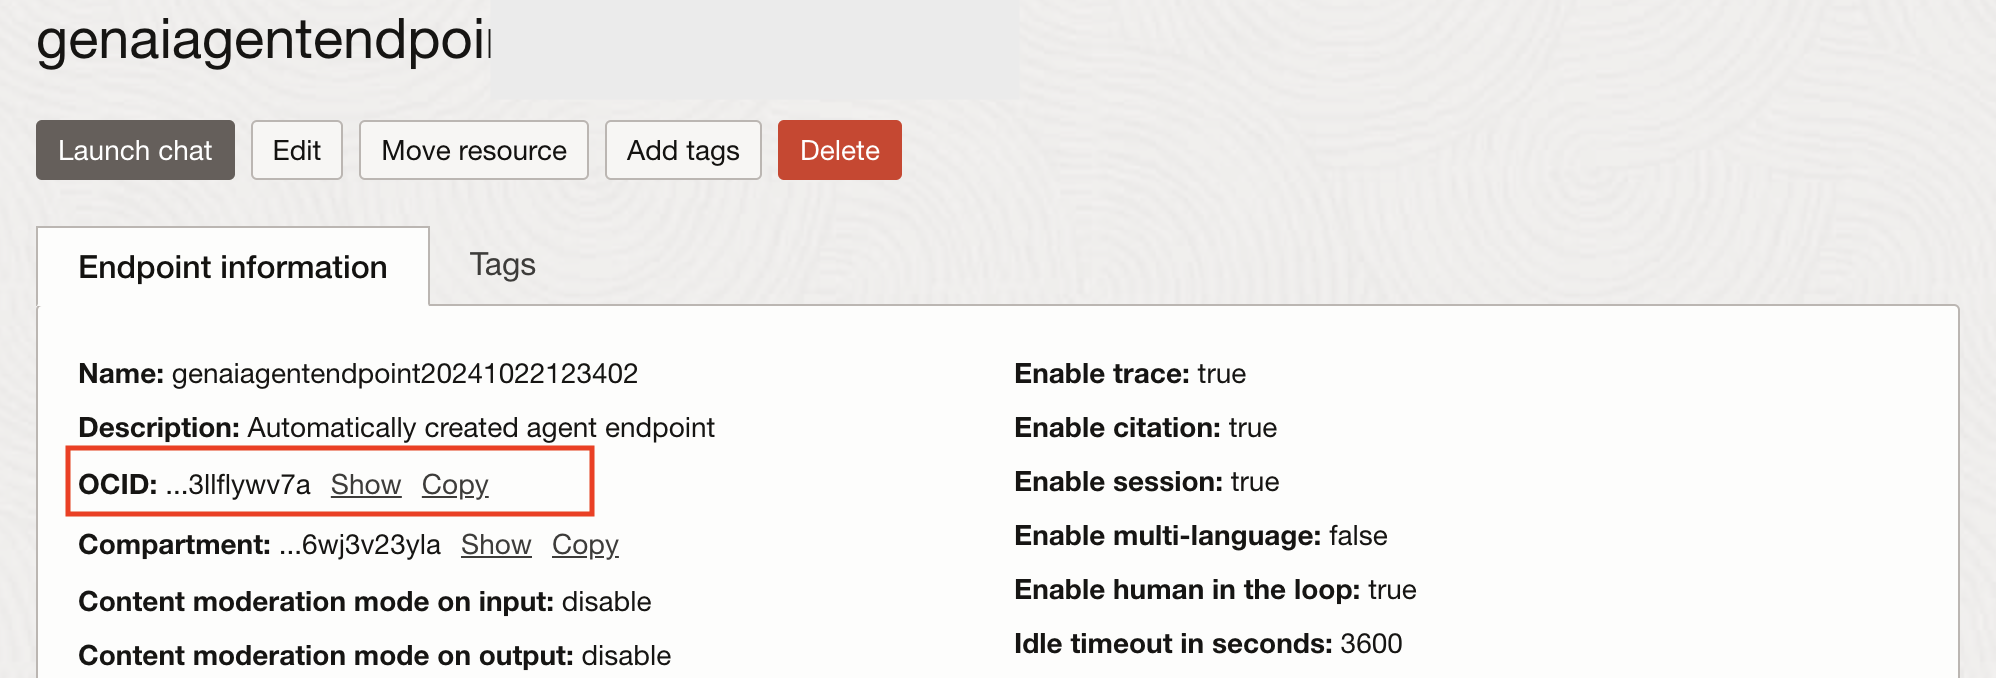 genaiagentendpoi
Launch chat Edit Move resource Add tags Delete
Endpoint information Tags
Name: genaiagentendpoint20241022123402
Description: Automatically created agent endpoint
OCID: ...3llflywv7a Show Copy
Compartment: ...6wj3v23yla Show Copy
Content moderation mode on input: disable
Content moderation mode on output: disable
Enable trace: true
Enable citation: true
Enable session: true
Enable multi-language: false
Enable human in the loop: true
Idle timeout in seconds: 3600